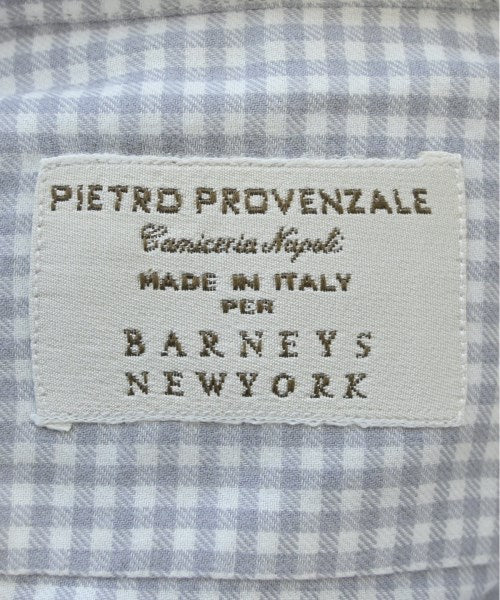 PIETRO PROVENZALE
Camiceria Napoli
MADE IN ITALY
PER
BARNEYS
NEWYORK